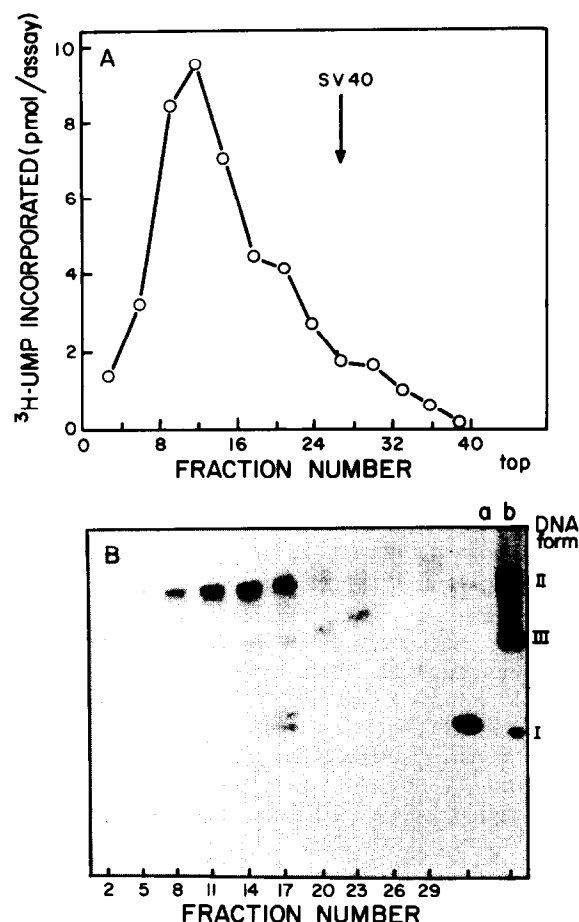 A
³H-UMP INCORPORATED (pmol/assay)
10
8
6
4
2
0
SV40
0 8 16 24 32 40 top
FRACTION NUMBER
B
a b DNA form
II
III
I
2 5 8 11 14 17 20 23 26 29
FRACTION NUMBER